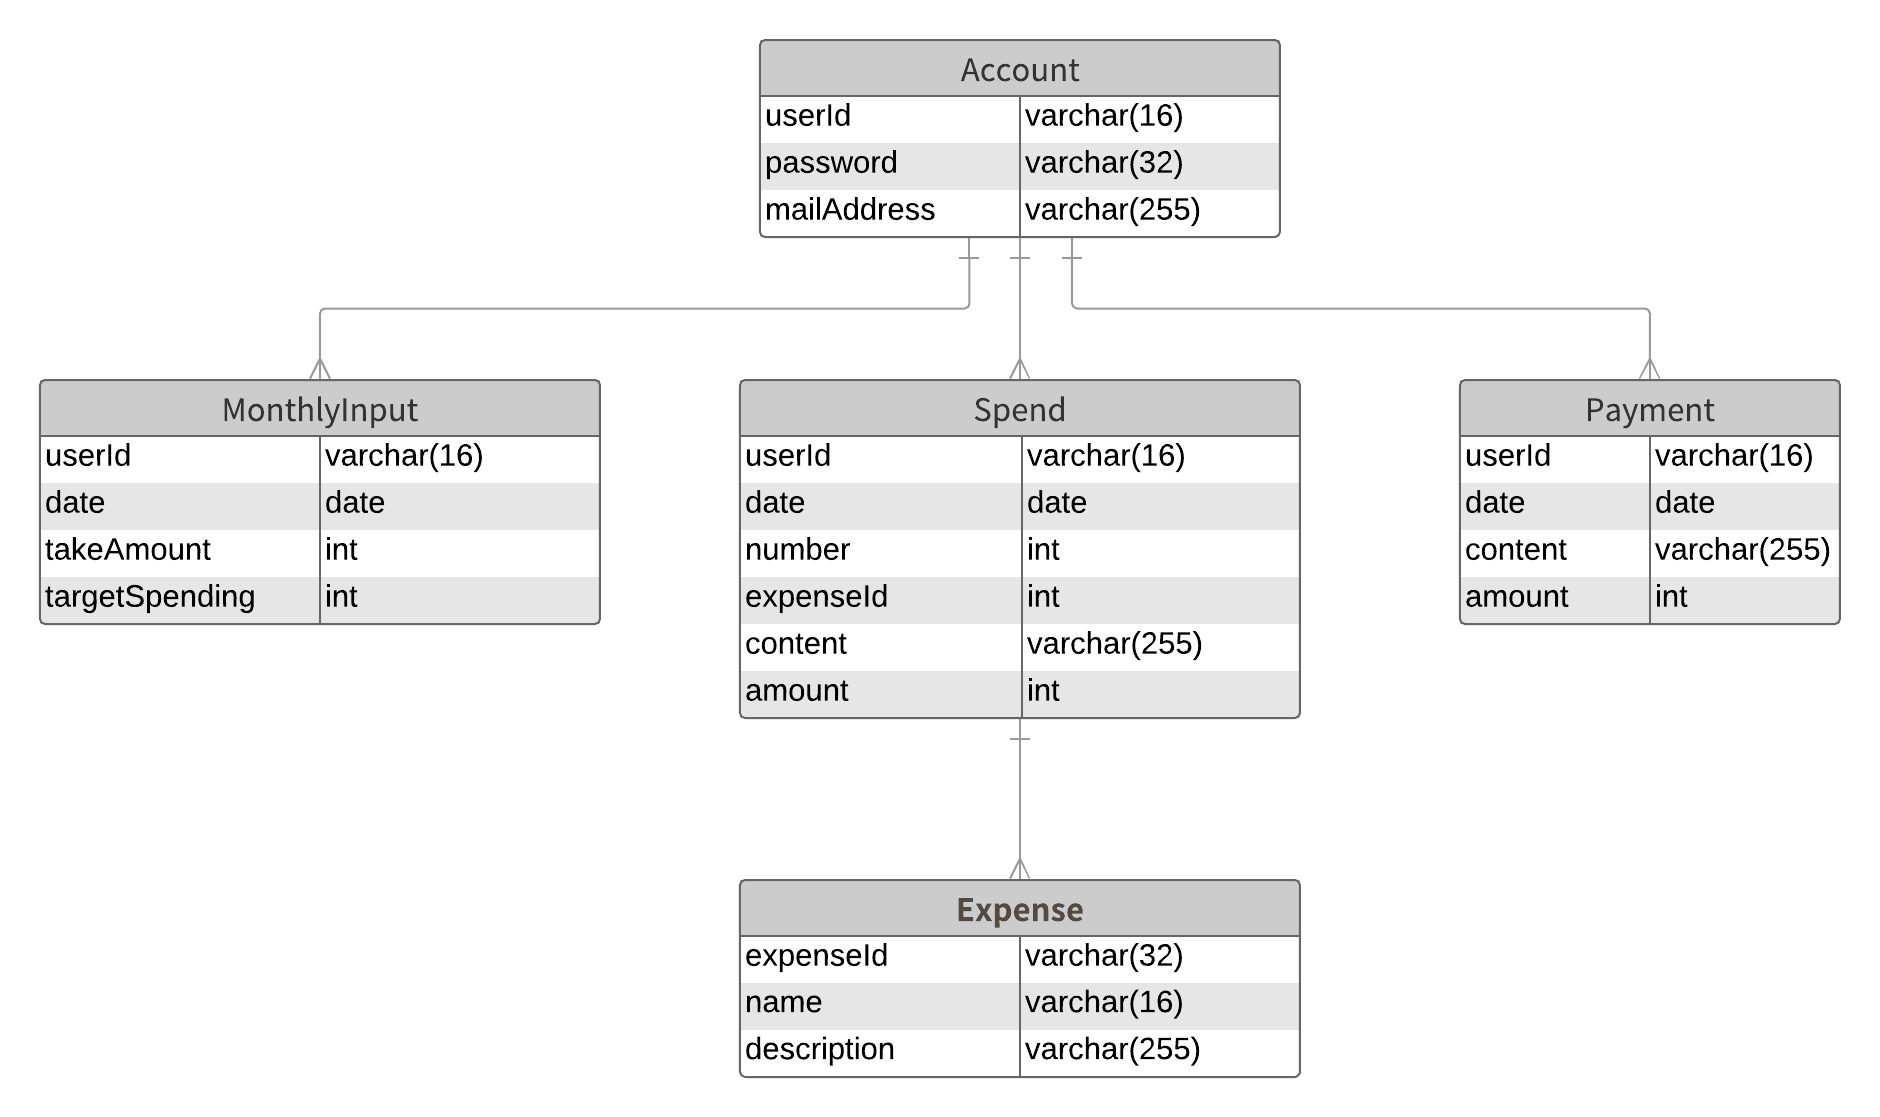 Account
userId varchar(16)
password varchar(32)
mailAddress varchar(255)
MonthlyInput
userId varchar(16)
date date
takeAmount int
targetSpending int
Spend
userId varchar(16)
date date
number int
expenseId int
content varchar(255)
amount int
Payment
userId varchar(16)
date date
content varchar(255)
amount int
Expense
expenseId varchar(32)
name varchar(16)
description varchar(255)